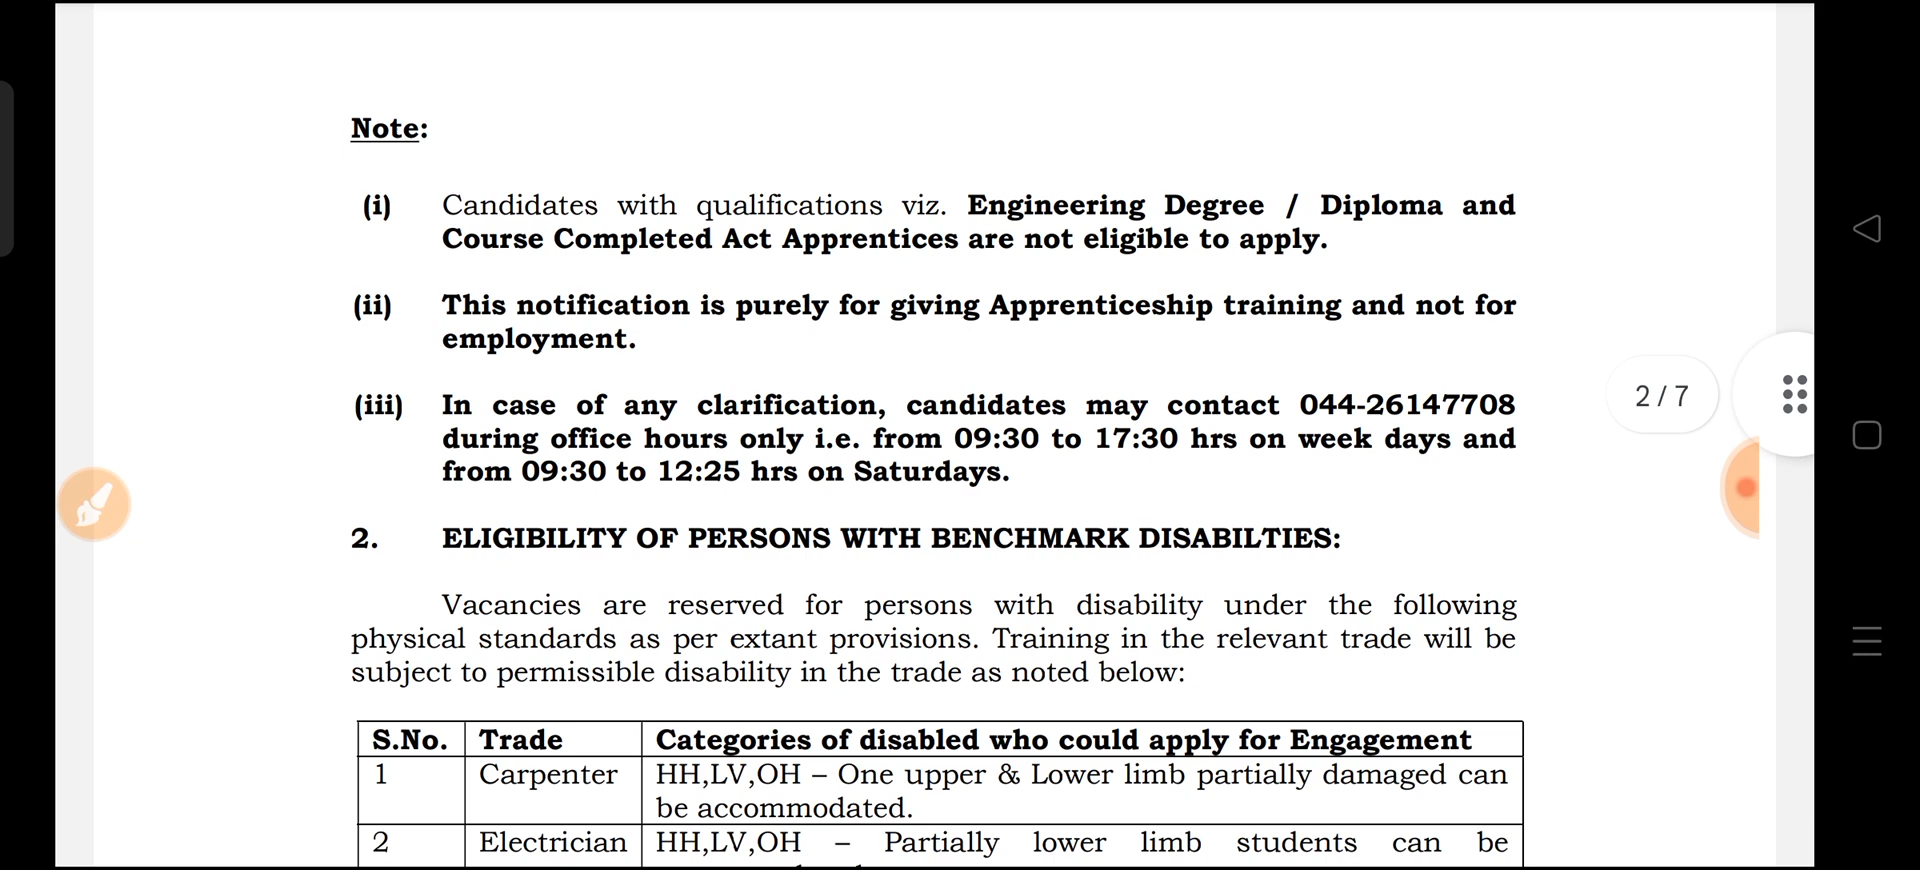 Note:
(i) Candidates with qualifications viz. Engineering Degree / Diploma and
Course Completed Act Apprentices are not eligible to apply.
(ii) This notification is purely for giving Apprenticeship training and not for
employment.
(iii) In case of any clarification, candidates may contact 044-26147708
during office hours only i.e. from 09:30 to 17:30 hrs on week days and
from 09:30 to 12:25 hrs on Saturdays.
2 / 7
2. ELIGIBILITY OF PERSONS WITH BENCHMARK DISABILTIES:
Vacancies are reserved for persons with disability under the following
physical standards as per extant provisions. Training in the relevant trade will be
subject to permissible disability in the trade as noted below:
S.No. Trade Categories of disabled who could apply for Engagement
1 Carpenter HH,LV,OH – One upper & Lower limb partially damaged can
be accommodated.
2 Electrician HH,LV,OH – Partially lower limb students can be